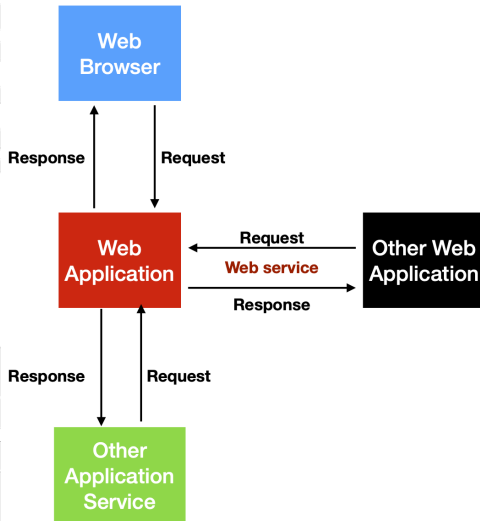 Web
Browser
Response
Request
Web
Application
Request
Web service
Response
Other Web
Application
Response
Request
Other
Application
Service